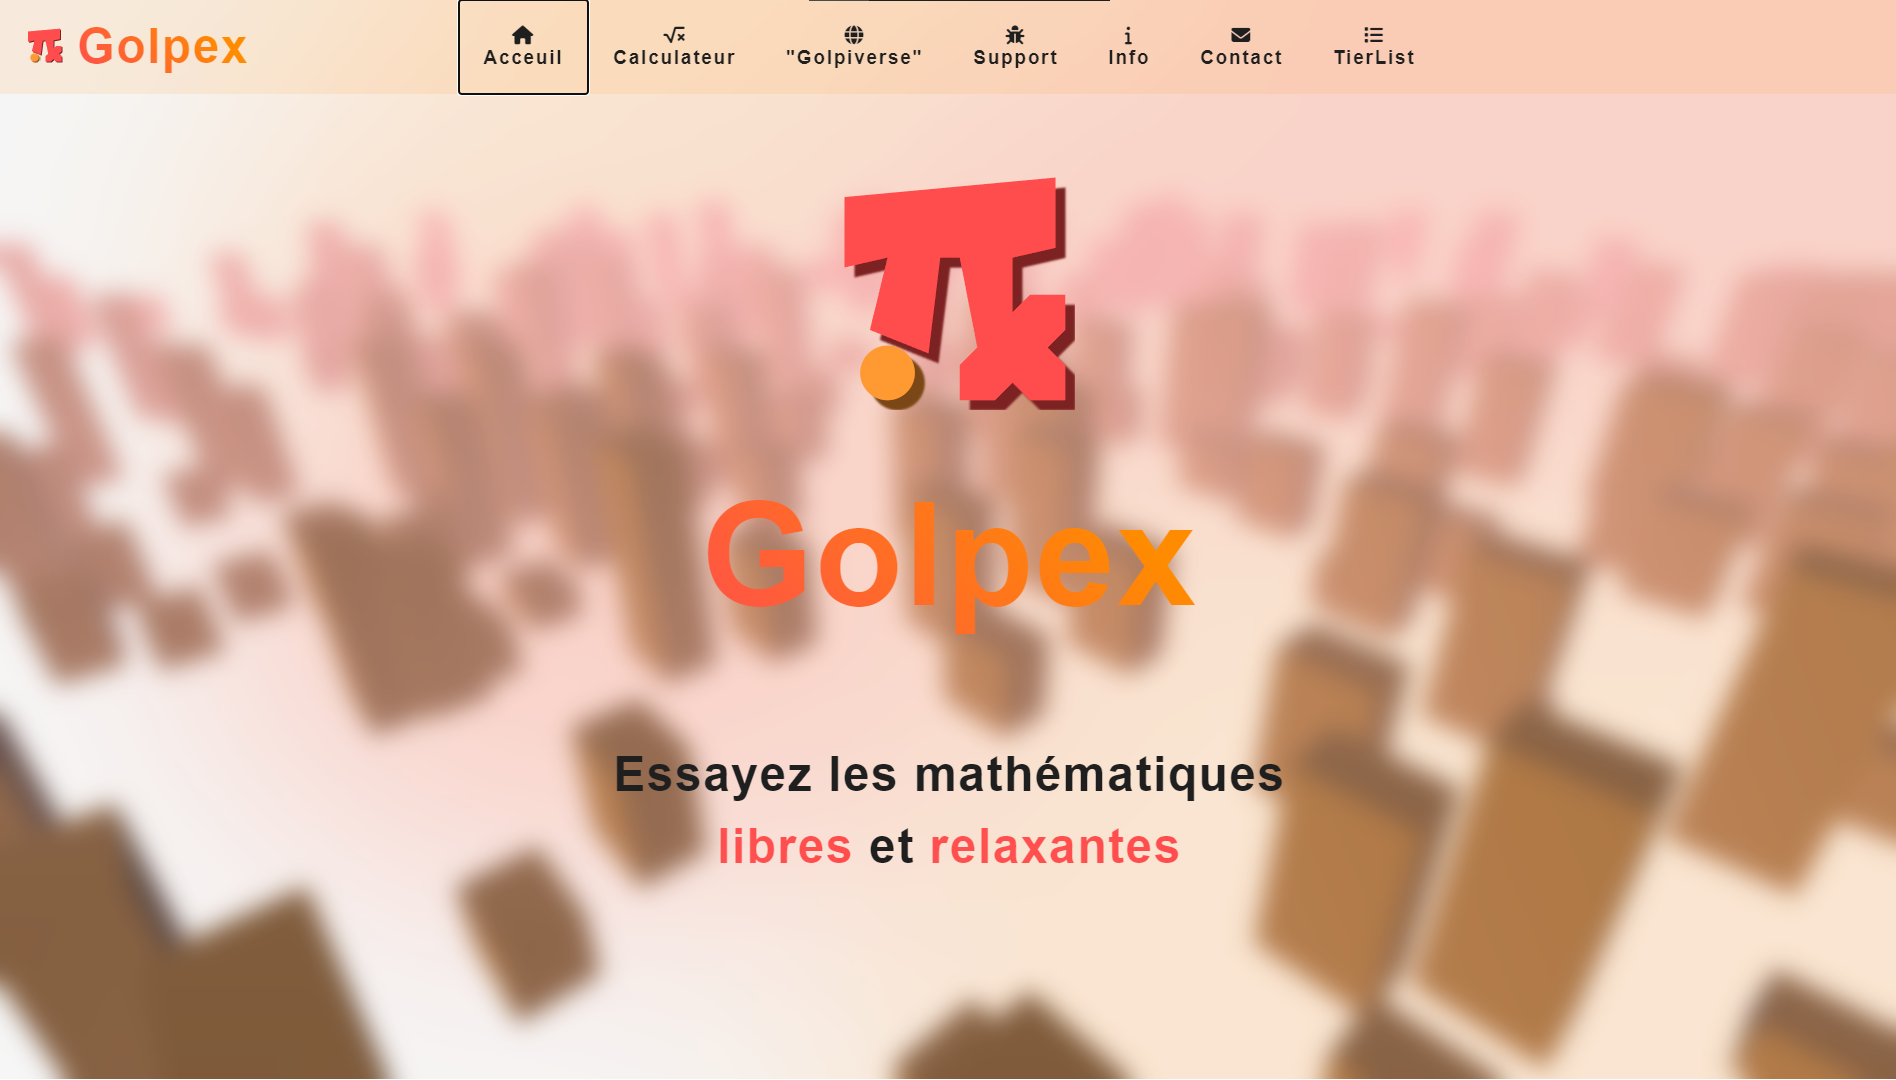 Golpex
Acceuil
Calculateur
"Golpiverse"
Support
Info
Contact
TierList
Golpex
Essayez les mathématiques
libres et relaxantes